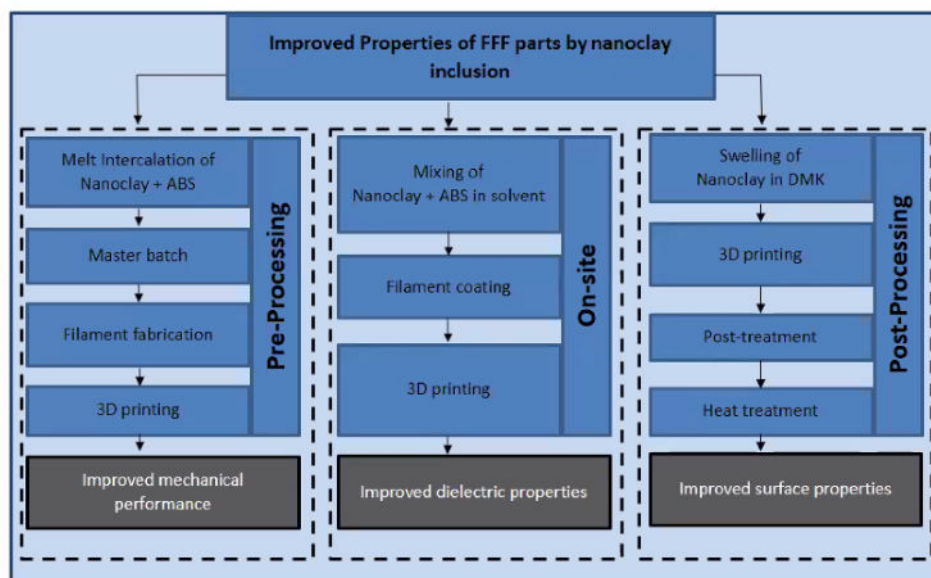 Improved Properties of FFF parts by nanoclay
inclusion
Melt Intercalation of
Nanoclay + ABS
Master batch
Filament fabrication
3D printing
Pre-Processing
Improved mechanical
performance
Mixing of
Nanoclay + ABS in solvent
Filament coating
3D printing
On-site
Improved dielectric properties
Swelling of
Nanoclay in DMK
3D printing
Post-treatment
Heat treatment
Post-Processing
Improved surface properties